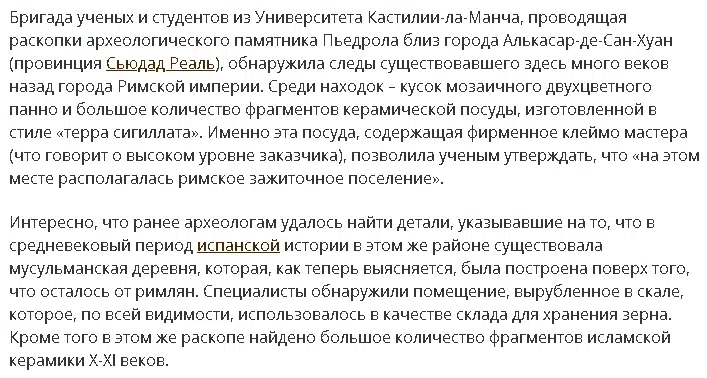 Бригада ученых и студентов из Университета Кастилии-ла-Манча, проводящая
раскопки археологического памятника Пьедрола близ города Алькасар-де-Сан-Хуан
(провинция Сьюдад Реаль), обнаружила следы существовавшего здесь много веков
назад города Римской империи. Среди находок – кусок мозаичного двухцветного
панно и большое количество фрагментов керамической посуды, изготовленной в
стиле «терра сигиллата». Именно эта посуда, содержащая фирменное клеймо мастера
(что говорит о высоком уровне заказчика), позволила ученым утверждать, что «на этом
месте располагалась римское зажиточное поселение».
Интересно, что ранее археологам удалось найти детали, указывавшие на то, что в
средневековый период испанской истории в этом же районе существовала
мусульманская деревня, которая, как теперь выясняется, была построена поверх того,
что осталось от римлян. Специалисты обнаружили помещение, вырубленное в скале,
которое, по всей видимости, использовалось в качестве склада для хранения зерна.
Кроме того в этом же раскопе найдено большое количество фрагментов исламской
керамики X-XI веков.